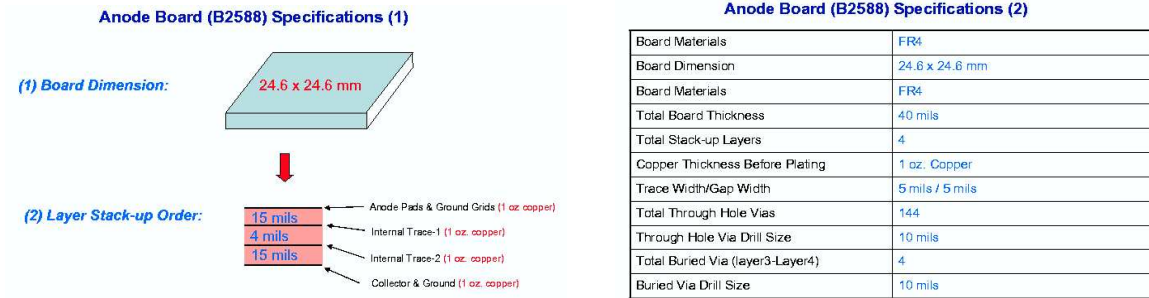 Anode Board (B2588) Specifications (1)
(1) Board Dimension:
24.6 x 24.6 mm
(2) Layer Stack-up Order:
15 mils
4 mils
15 mils
Anode Pads & Ground Grids (1 oz copper)
Internal Trace-1 (1 oz. copper)
Internal Trace-2 (1 oz. copper)
Collector & Ground (1 oz. copper)
Anode Board (B2588) Specifications (2)
Board Materials FR4
Board Dimension 24.6 x 24.6 mm
Board Materials FR4
Total Board Thickness 40 mils
Total Stack-up Layers 4
Copper Thickness Before Plating 1 oz. Copper
Trace Width/Gap Width 5 mils / 5 mils
Total Through Hole Vias 144
Through Hole Via Drill Size 10 mils
Total Buried Via (layer3-Layer4) 4
Buried Via Drill Size 10 mils